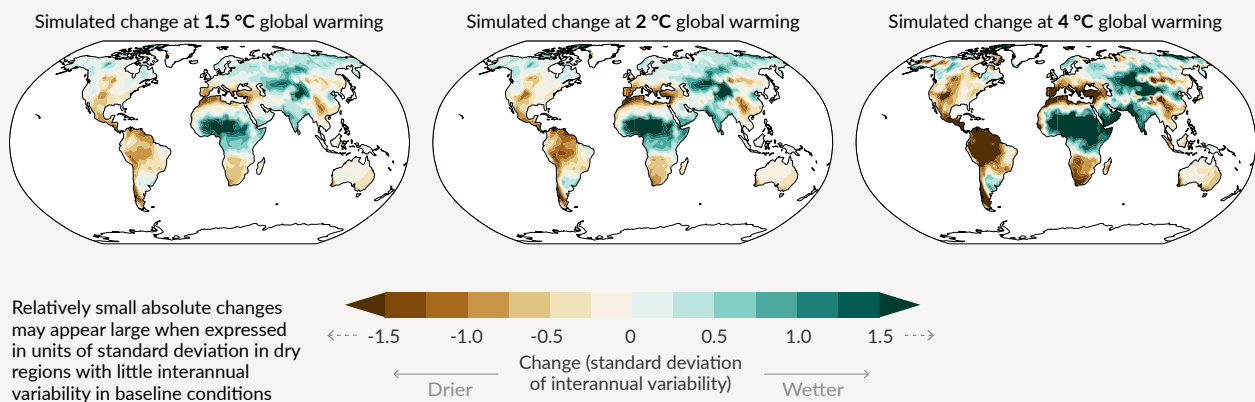 Simulated change at 1.5 °C global warming
Simulated change at 2 °C global warming
Simulated change at 4 °C global warming
Relatively small absolute changes
may appear large when expressed
in units of standard deviation in dry
regions with little interannual
variability in baseline conditions
-1.5 -1.0 -0.5 0 0.5 1.0 1.5
Change (standard deviation
of interannual variability)
Drier
Wetter